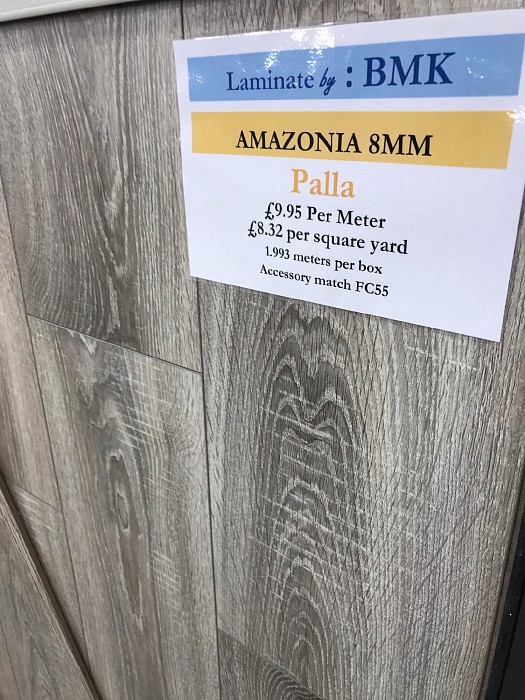 Laminate by : BMK
AMAZONIA 8MM
Palla
£9.95 Per Meter
£8.32 per square yard
1.993 meters per box
Accessory match FC55